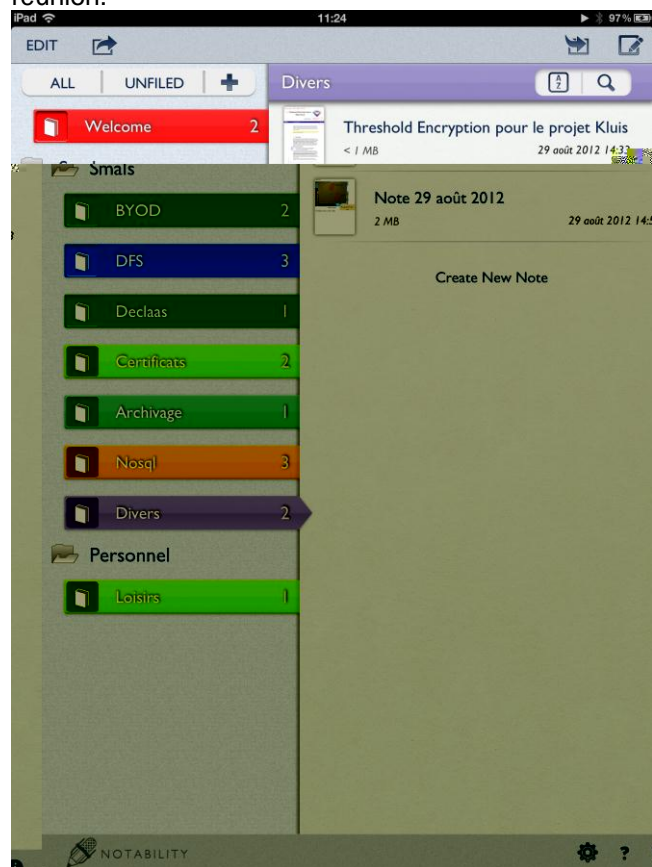 réunion.
iPad 11:24 97%
EDIT
ALL UNFILED Divers
Welcome 2
Threshold Encryption pour le projet Kluis
< 1 MB 29 août 2012 14:33
Smals
Note 29 août 2012
2 MB 29 août 2012 14:5
BYOD 2
DFS 3
Create New Note
Declaas 1
Certificats 2
Archivage 1
Nosql 3
Divers 2
Personnel
Loisirs 1
NOTABILITY ?